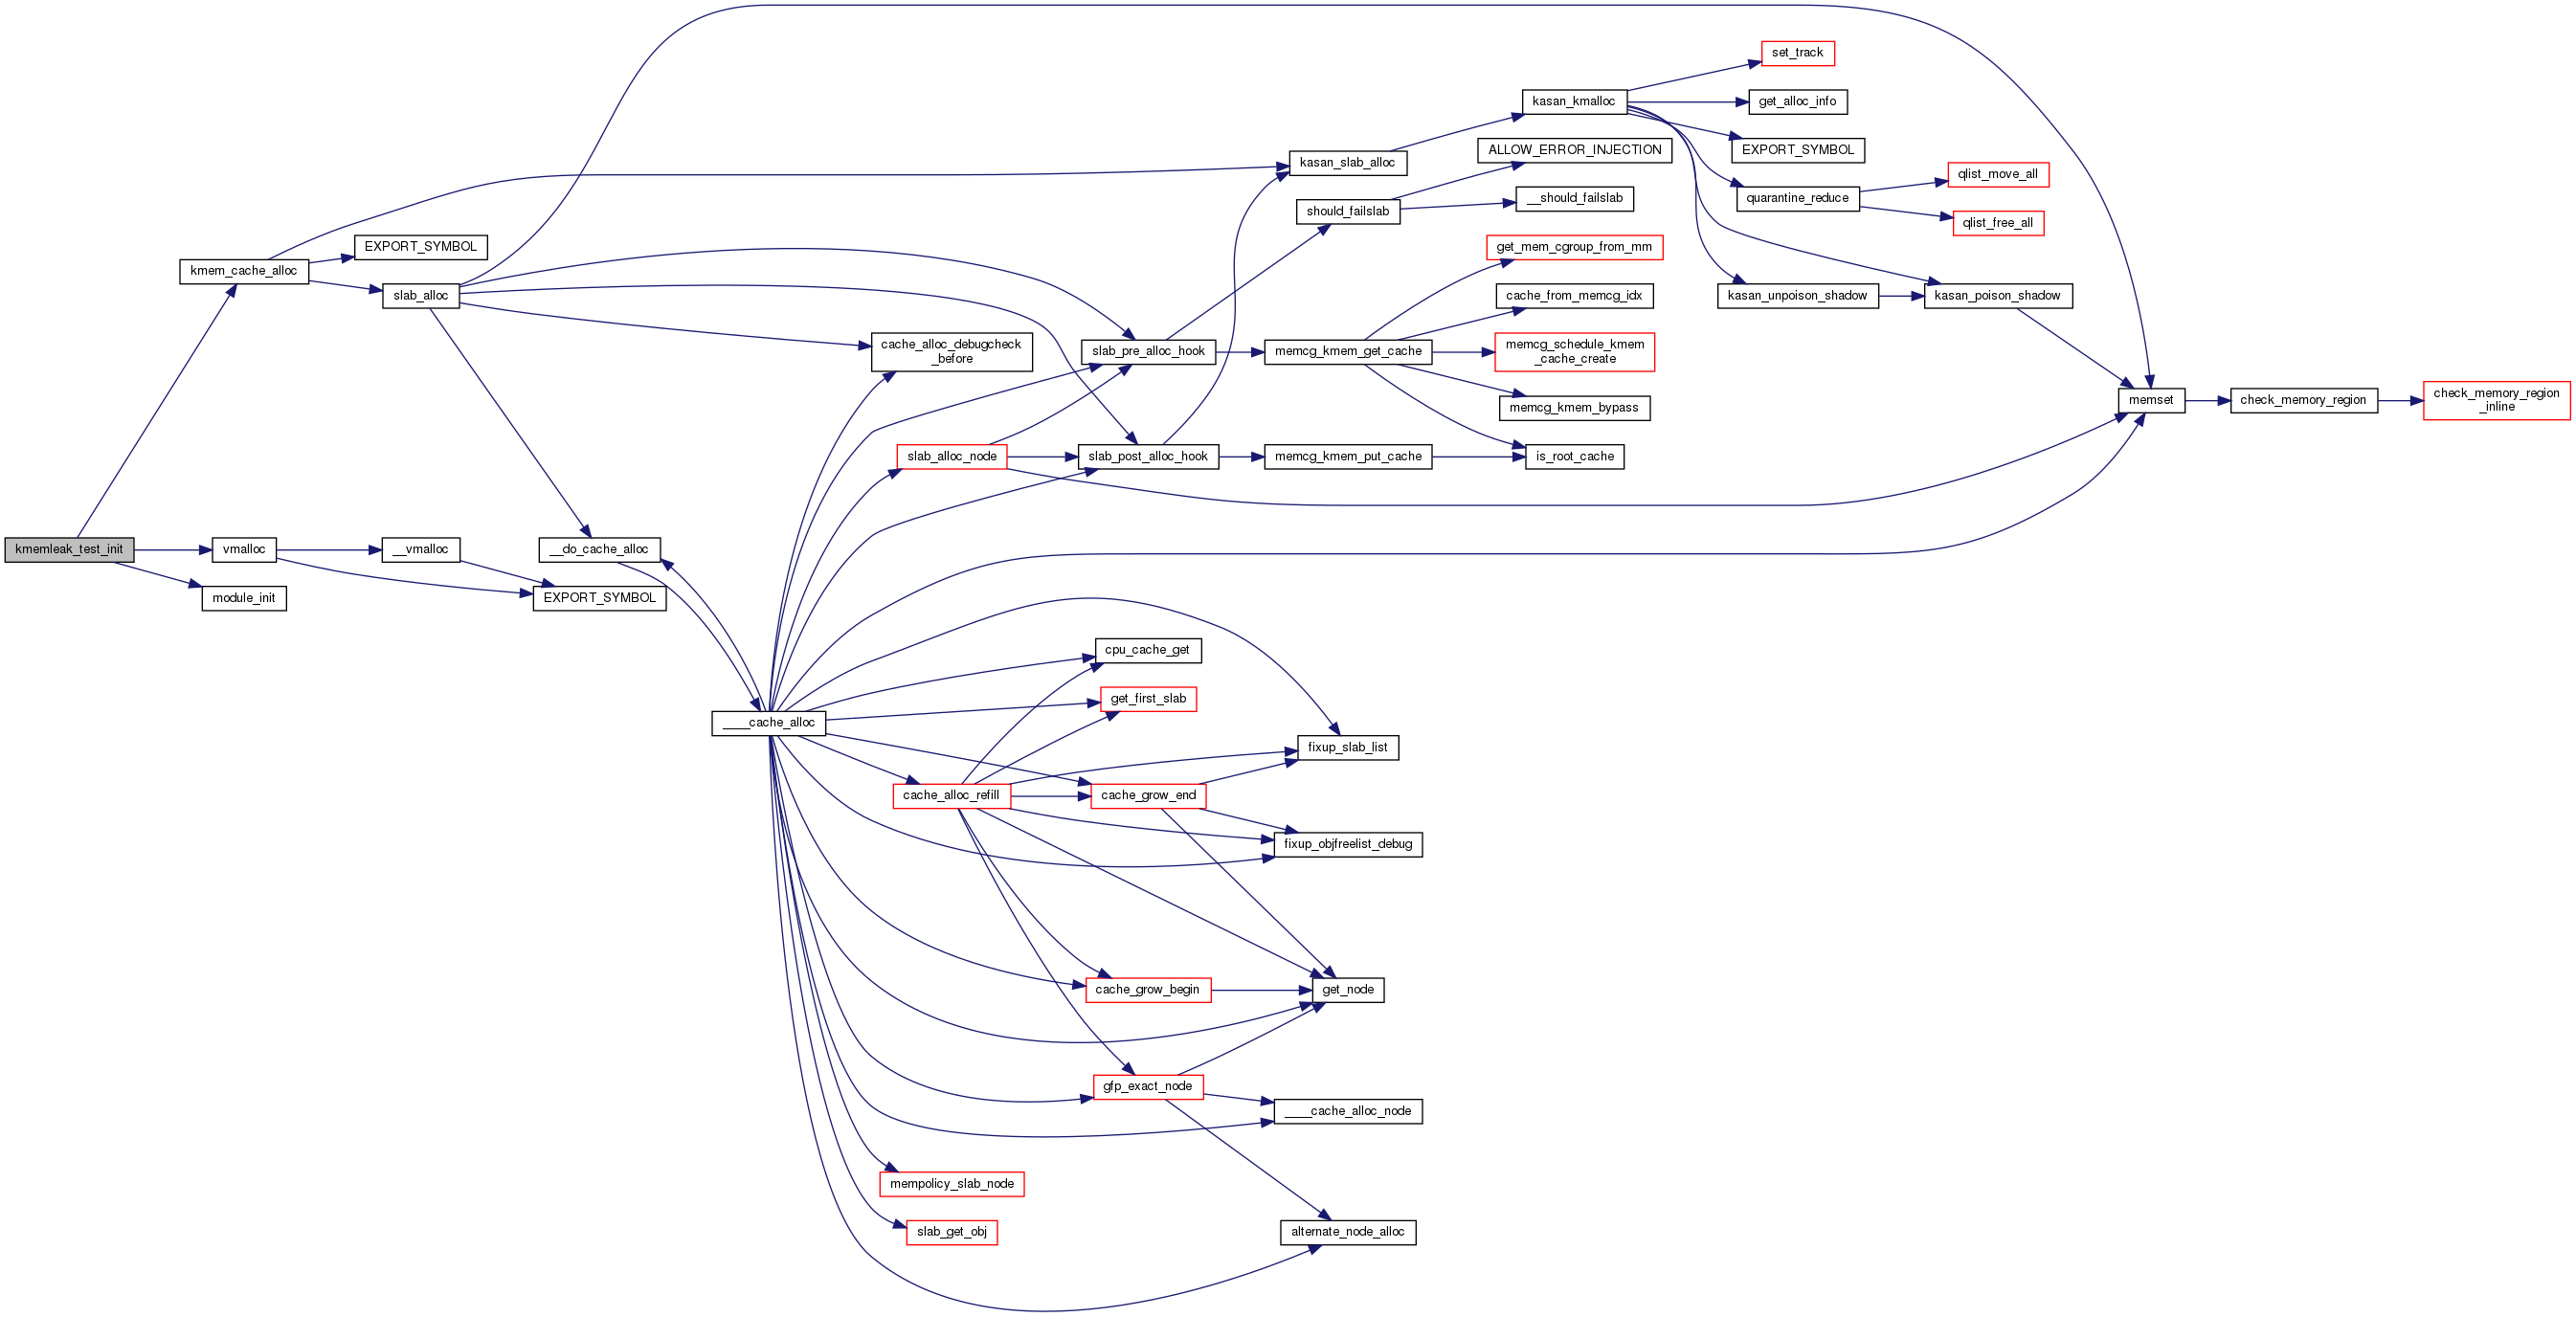 set_track
kasan_kmalloc
get_alloc_info
ALLOW_ERROR_INJECTION
EXPORT_SYMBOL
kasan_slab_alloc
qlist_move_all
quarantine_reduce
__should_failslab
should_failslab
qlist_free_all
EXPORT_SYMBOL
get_mem_cgroup_from_mm
kmem_cache_alloc
slab_alloc
cache_from_memcg_idx
kasan_unpoison_shadow
kasan_poison_shadow
cache_alloc_debugcheck
_before
slab_pre_alloc_hook
memcg_kmem_get_cache
memcg_schedule_kmem
_cache_create
memcg_kmem_bypass
memset
check_memory_region
check_memory_region
_inline
slab_alloc_node
slab_post_alloc_hook
memcg_kmem_put_cache
is_root_cache
kmemleak_test_init
vmalloc
__vmalloc
__do_cache_alloc
module_init
EXPORT_SYMBOL
cpu_cache_get
get_first_slab
____cache_alloc
fixup_slab_list
cache_alloc_refill
cache_grow_end
fixup_objfreelist_debug
cache_grow_begin
get_node
gfp_exact_node
____cache_alloc_node
mempolicy_slab_node
slab_get_obj
alternate_node_alloc